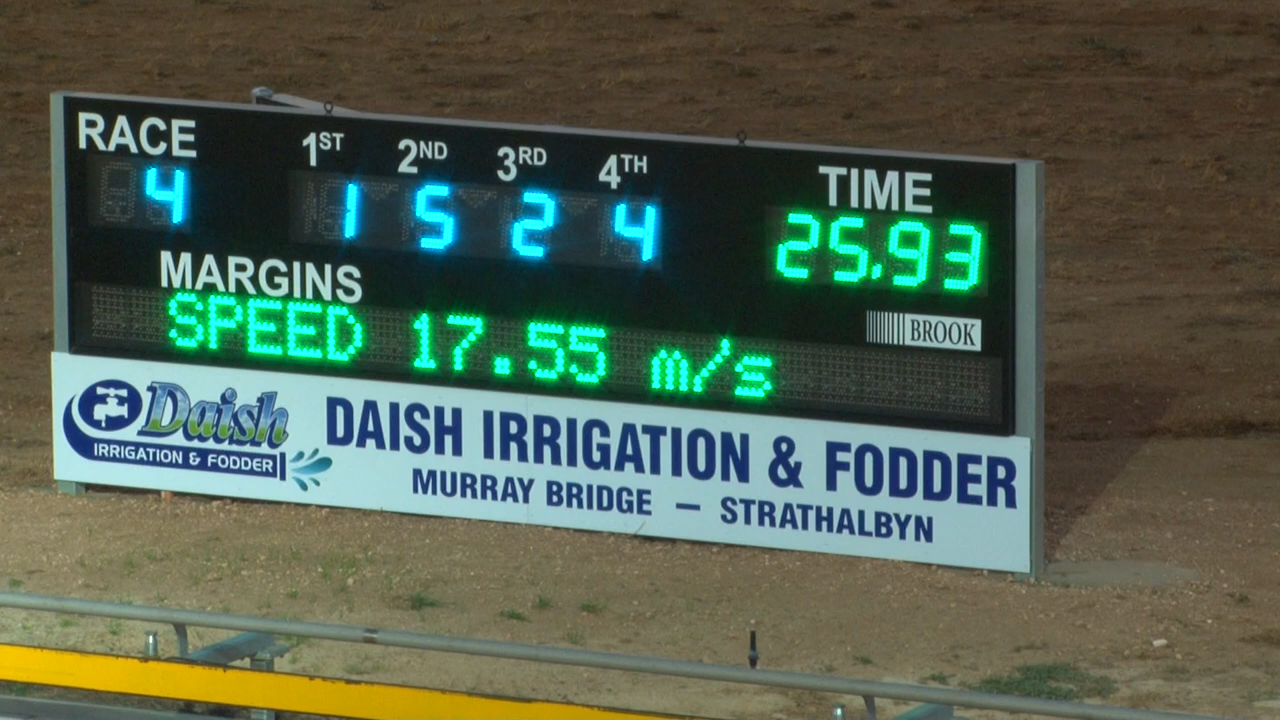 RACE 1ST 2ND 3RD 4TH TIME
4 1 5 2 4 25.93
MARGINS
SPEED 17.55 m/s
BROOK
Daish
IRRIGATION & FODDER
DAISH IRRIGATION & FODDER
MURRAY BRIDGE — STRATHALBYN